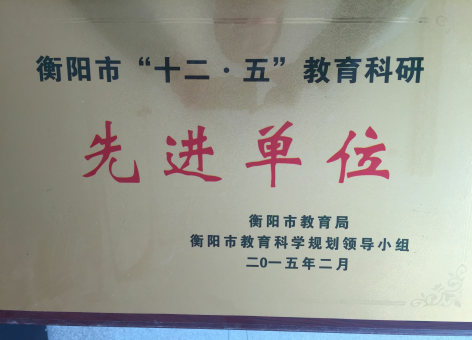 衡阳市“十二·五”教育科研
先进单位
衡阳市教育局
衡阳市教育科学规划领导小组
二0一五年二月